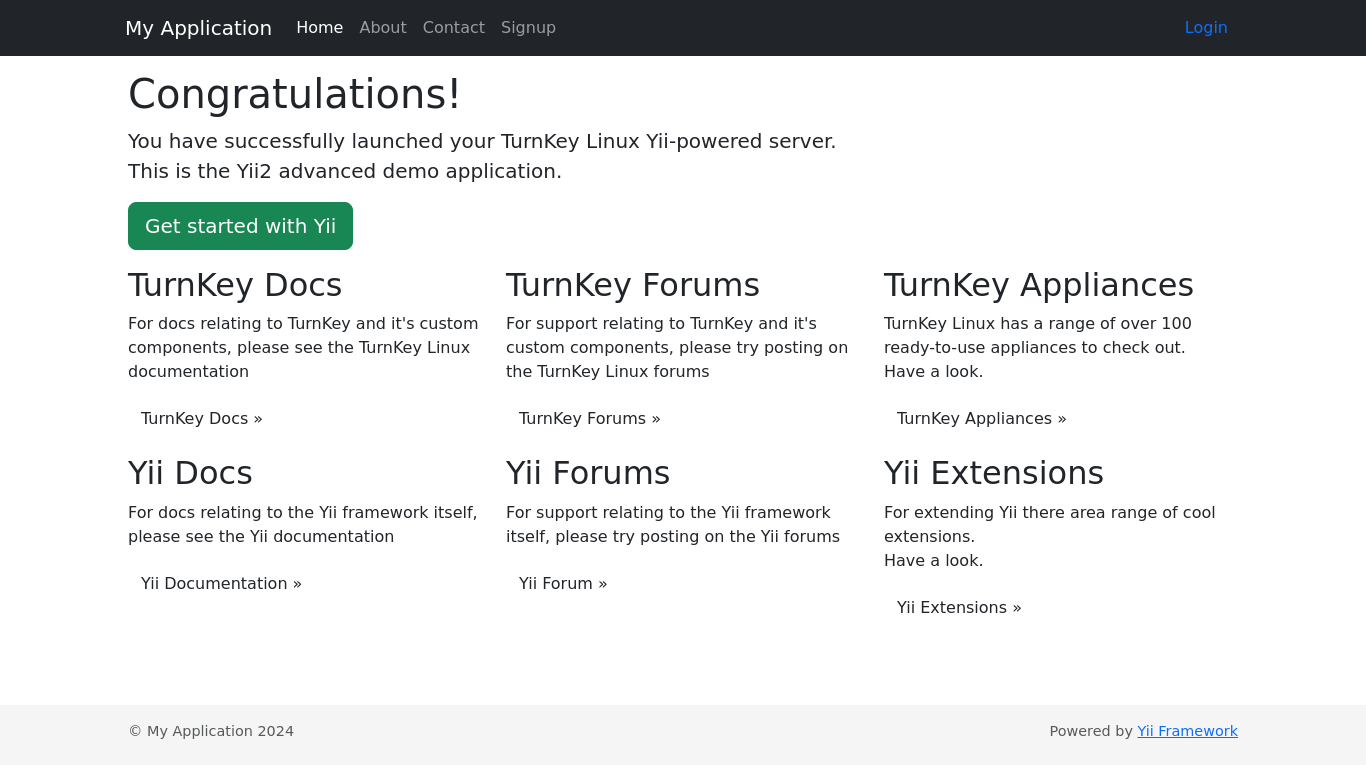 My Application Home About Contact Signup Login
Congratulations!
You have successfully launched your TurnKey Linux Yii-powered server.
This is the Yii2 advanced demo application.
Get started with Yii
TurnKey Docs
For docs relating to TurnKey and it's custom
components, please see the TurnKey Linux
documentation
TurnKey Docs »
TurnKey Forums
For support relating to TurnKey and it's
custom components, please try posting on
the TurnKey Linux forums
TurnKey Forums »
TurnKey Appliances
TurnKey Linux has a range of over 100
ready-to-use appliances to check out.
Have a look.
TurnKey Appliances »
Yii Docs
For docs relating to the Yii framework itself,
please see the Yii documentation
Yii Documentation »
Yii Forums
For support relating to the Yii framework
itself, please try posting on the Yii forums
Yii Forum »
Yii Extensions
For extending Yii there area range of cool
extensions.
Have a look.
Yii Extensions »
© My Application 2024
Powered by Yii Framework